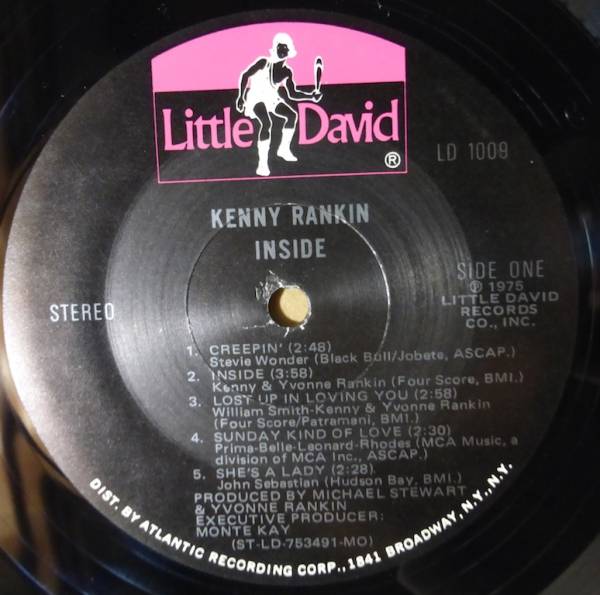 Little David ®
LD 1009
KENNY RANKIN
INSIDE
STEREO
SIDE ONE
℗ 1975
LITTLE DAVID
RECORDS
CO., INC.
1. CREEPIN' (2:48)
Stevie Wonder (Black Bull/Jobete, ASCAP.)
2. INSIDE (3:58)
Kenny & Yvonne Rankin (Four Score, BMI.)
3. LOST UP IN LOVING YOU (2:58)
William Smith-Kenny & Yvonne Rankin
(Four Score/Patramani, BMI.)
4. SUNDAY KIND OF LOVE (2:30)
Prima-Belle-Leonard-Rhodes (MCA Music, a
division of MCA Inc., ASCAP.)
5. SHE'S A LADY (2:28)
John Sebastian (Hudson Bay, BMI.)
PRODUCED BY MICHAEL STEWART
& YVONNE RANKIN
EXECUTIVE PRODUCER:
MONTE KAY
(ST-LD-753491-MO)
DIST. BY ATLANTIC RECORDING CORP., 1841 BROADWAY, N.Y., N.Y.